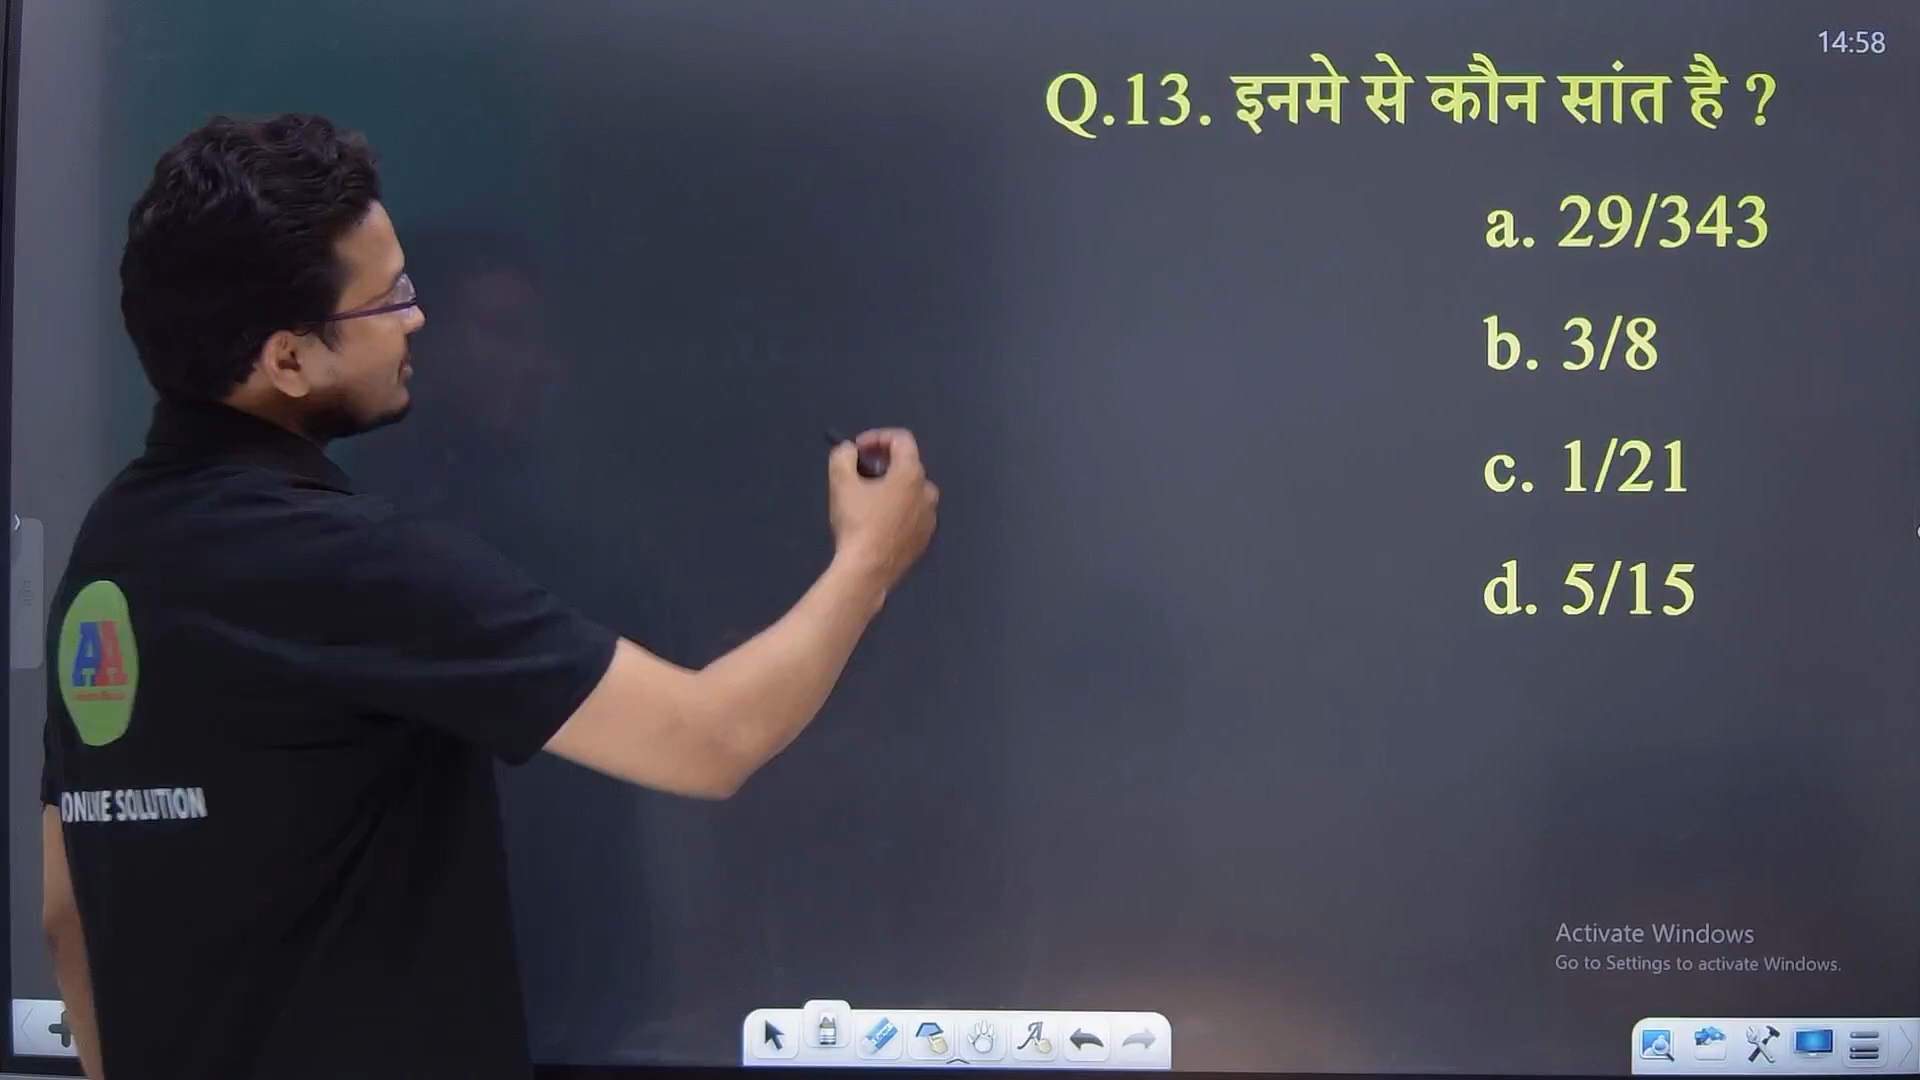 14:58
Q.13. इनमे से कौन सांत है ?
a. 29/343
b. 3/8
c. 1/21
d. 5/15
AA
ONLINE SOLUTION
Activate Windows
Go to Settings to activate Windows.